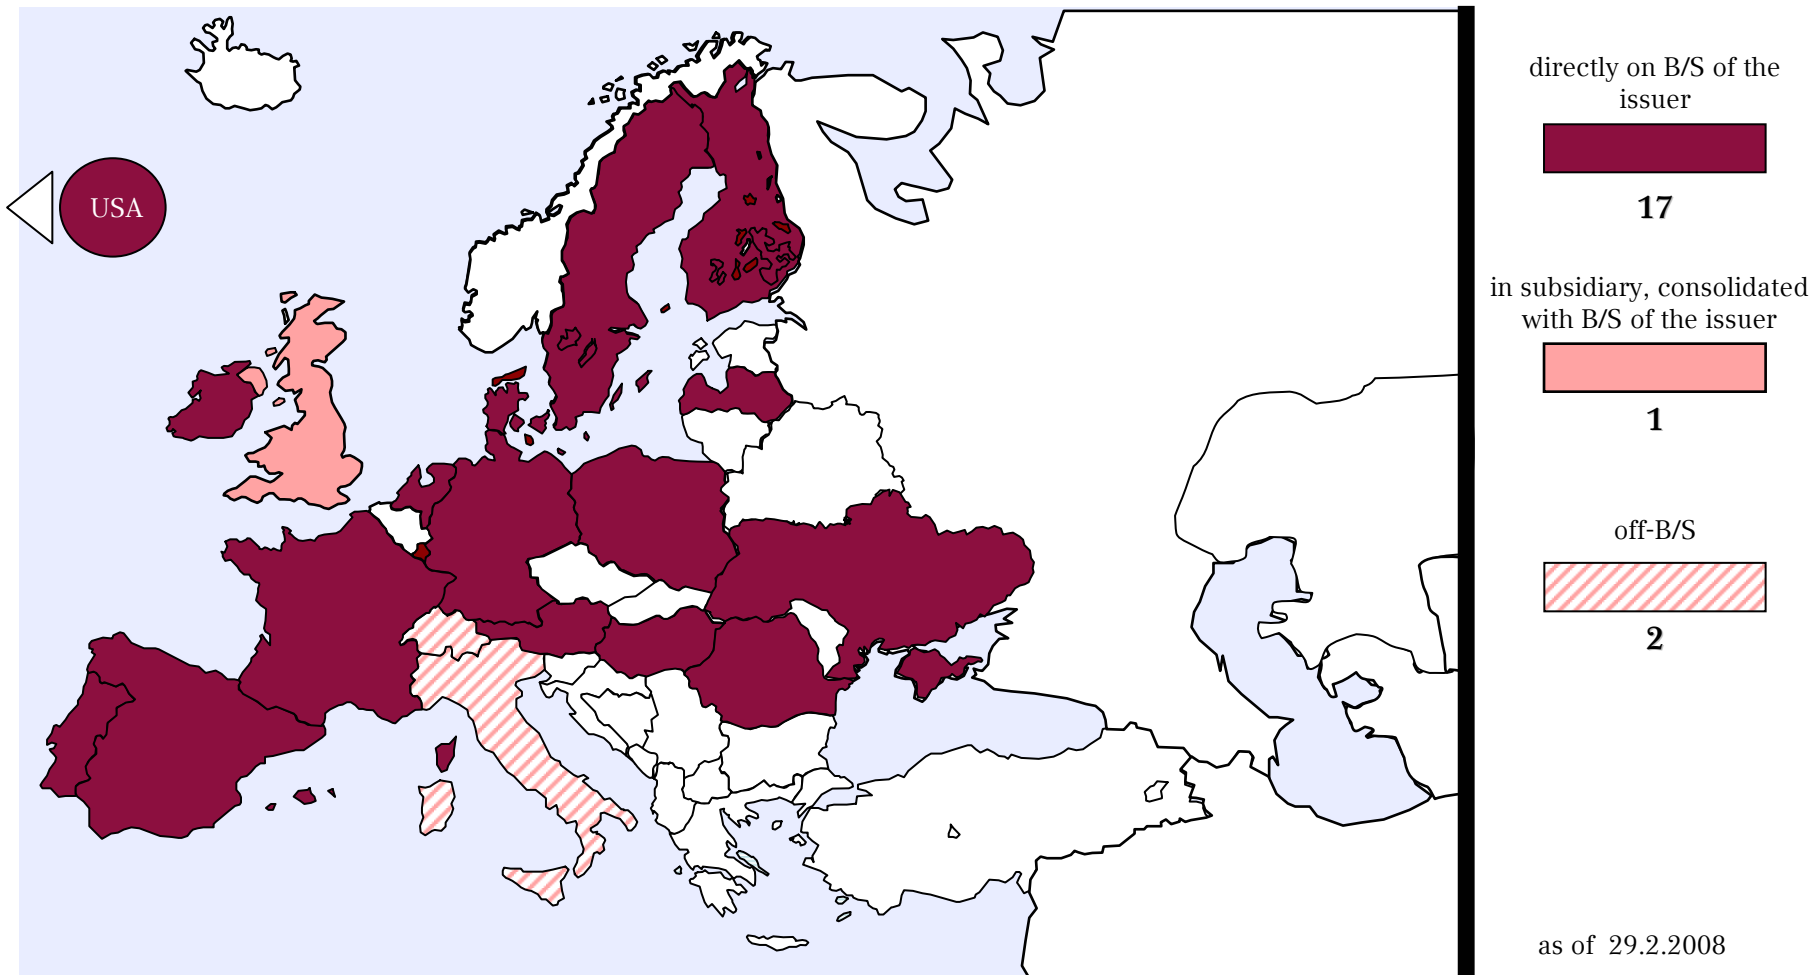 USA
directly on B/S of the
issuer
17
in subsidiary, consolidated
with B/S of the issuer
1
off-B/S
2
as of 29.2.2008